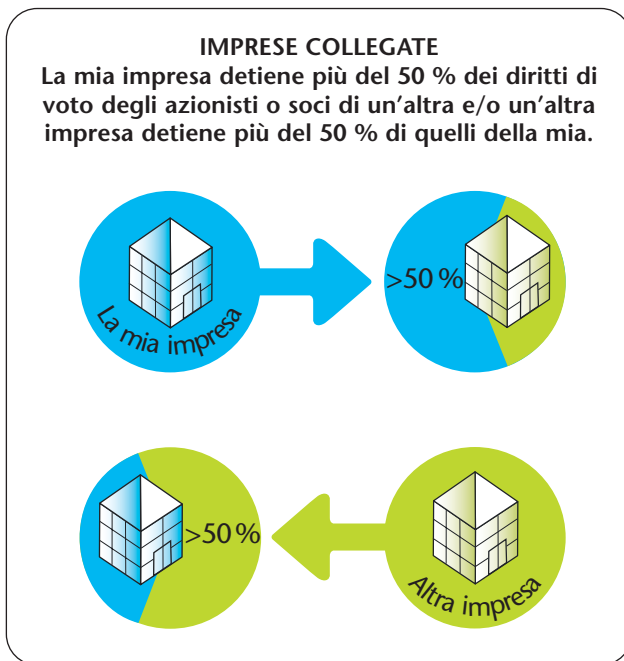 IMPRESE COLLEGATE
La mia impresa detiene più del 50 % dei diritti di
voto degli azionisti o soci di un’altra e/o un’altra
impresa detiene più del 50 % di quelli della mia.
La mia impresa
>50 %
>50 %
Altra impresa